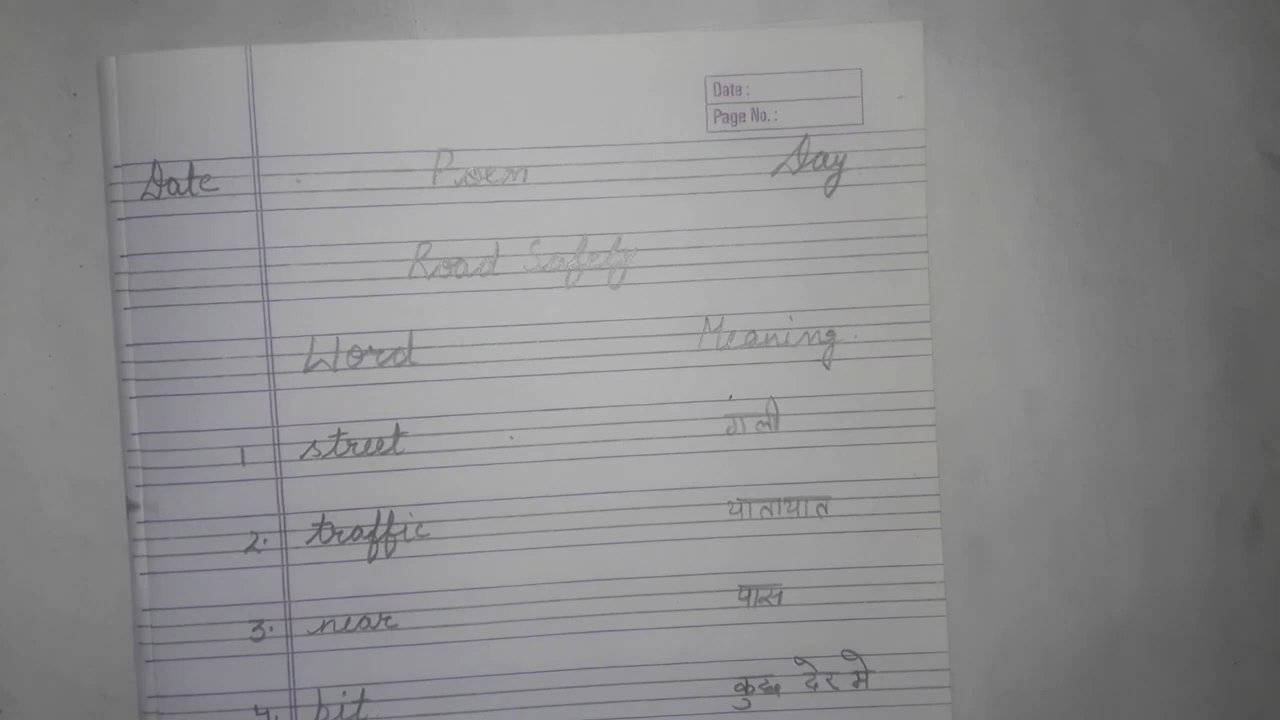 Date :
Page No. :
Date Poem Day
Road Safety
Word Meaning.
1 street गली
2. traffic यातायात
3. near पास
4. bit कुछ देर मे